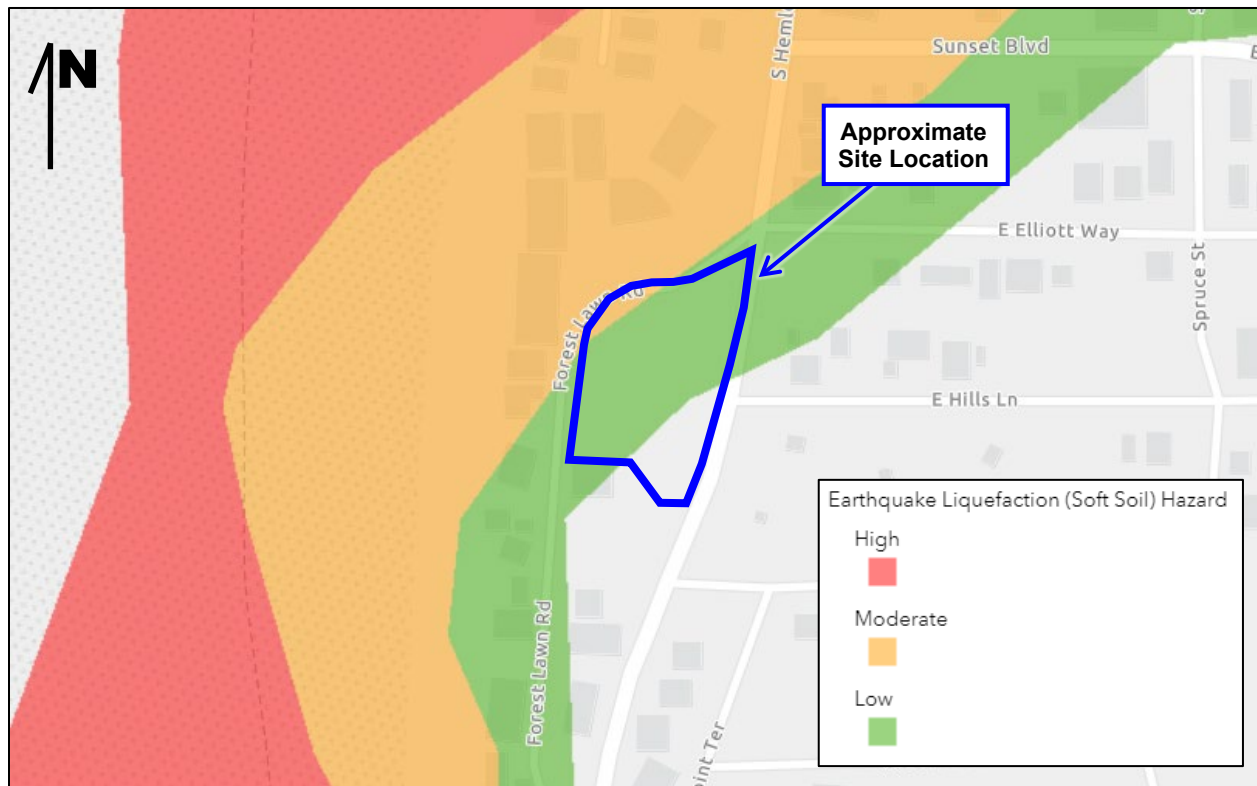 N
S Heml
Sunset Blvd
Approximate
Site Location
E Elliott Way
Spruce St
Forest Lawn Rd
E Hills Ln
Forest Lawn Rd
oint Ter
Earthquake Liquefaction (Soft Soil) Hazard
High
Moderate
Low